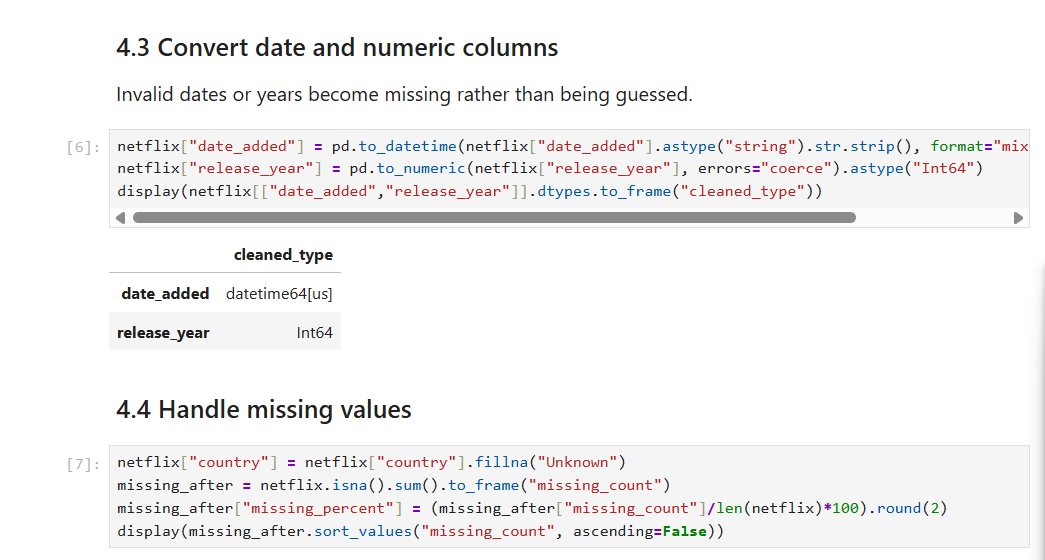 4.3 Convert date and numeric columns
Invalid dates or years become missing rather than being guessed.
[6]:
netflix["date_added"] = pd.to_datetime(netflix["date_added"].astype("string").str.strip(), format="mix
netflix["release_year"] = pd.to_numeric(netflix["release_year"], errors="coerce").astype("Int64")
display(netflix[["date_added","release_year"]].dtypes.to_frame("cleaned_type"))
cleaned_type
date_added datetime64[us]
release_year Int64
4.4 Handle missing values
[7]:
netflix["country"] = netflix["country"].fillna("Unknown")
missing_after = netflix.isna().sum().to_frame("missing_count")
missing_after["missing_percent"] = (missing_after["missing_count"]/len(netflix)*100).round(2)
display(missing_after.sort_values("missing_count", ascending=False))